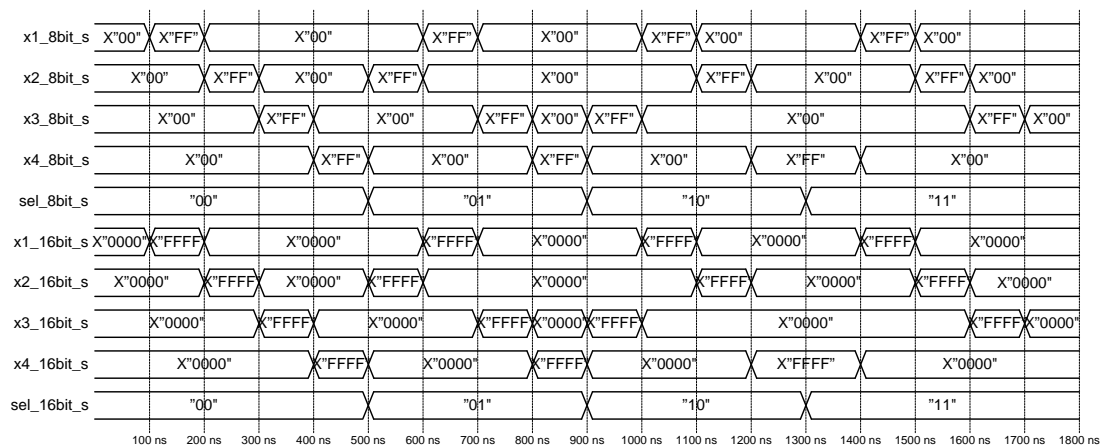 x1_8bit_s X"00" X"FF" X"00" X"FF" X"00" X"FF" X"00" X"FF" X"00"
x2_8bit_s X"00" X"FF" X"00" X"FF" X"00" X"FF" X"00" X"FF" X"00"
x3_8bit_s X"00" X"FF" X"00" X"FF" X"00" X"FF" X"00" X"FF" X"00"
x4_8bit_s X"00" X"FF" X"00" X"FF" X"00" X"FF" X"00"
sel_8bit_s "00" "01" "10" "11"
x1_16bit_s X"0000" X"FFFF" X"0000" X"FFFF" X"0000" X"FFFF" X"0000" X"FFFF" X"0000"
x2_16bit_s X"0000" X"FFFF" X"0000" X"FFFF" X"0000" X"FFFF" X"0000" X"FFFF" X"0000"
x3_16bit_s X"0000" X"FFFF" X"0000" X"FFFF" X"0000" X"FFFF" X"0000" X"FFFF" X"0000"
x4_16bit_s X"0000" X"FFFF" X"0000" X"FFFF" X"0000" X"FFFF" X"0000"
sel_16bit_s "00" "01" "10" "11"
100 ns 200 ns 300 ns 400 ns 500 ns 600 ns 700 ns 800 ns 900 ns 1000 ns 1100 ns 1200 ns 1300 ns 1400 ns 1500 ns 1600 ns 1700 ns 1800 ns